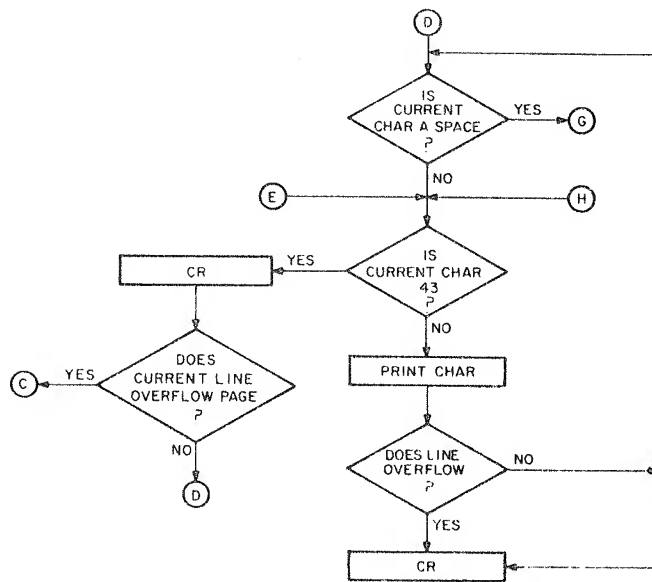 D
IS
CURRENT
CHAR A SPACE
?
YES
G
NO
E
H
IS
CURRENT CHAR
43
?
YES
CR
NO
DOES
CURRENT LINE
OVERFLOW PAGE
?
YES
C
NO
D
PRINT CHAR
DOES LINE
OVERFLOW
?
NO
YES
CR